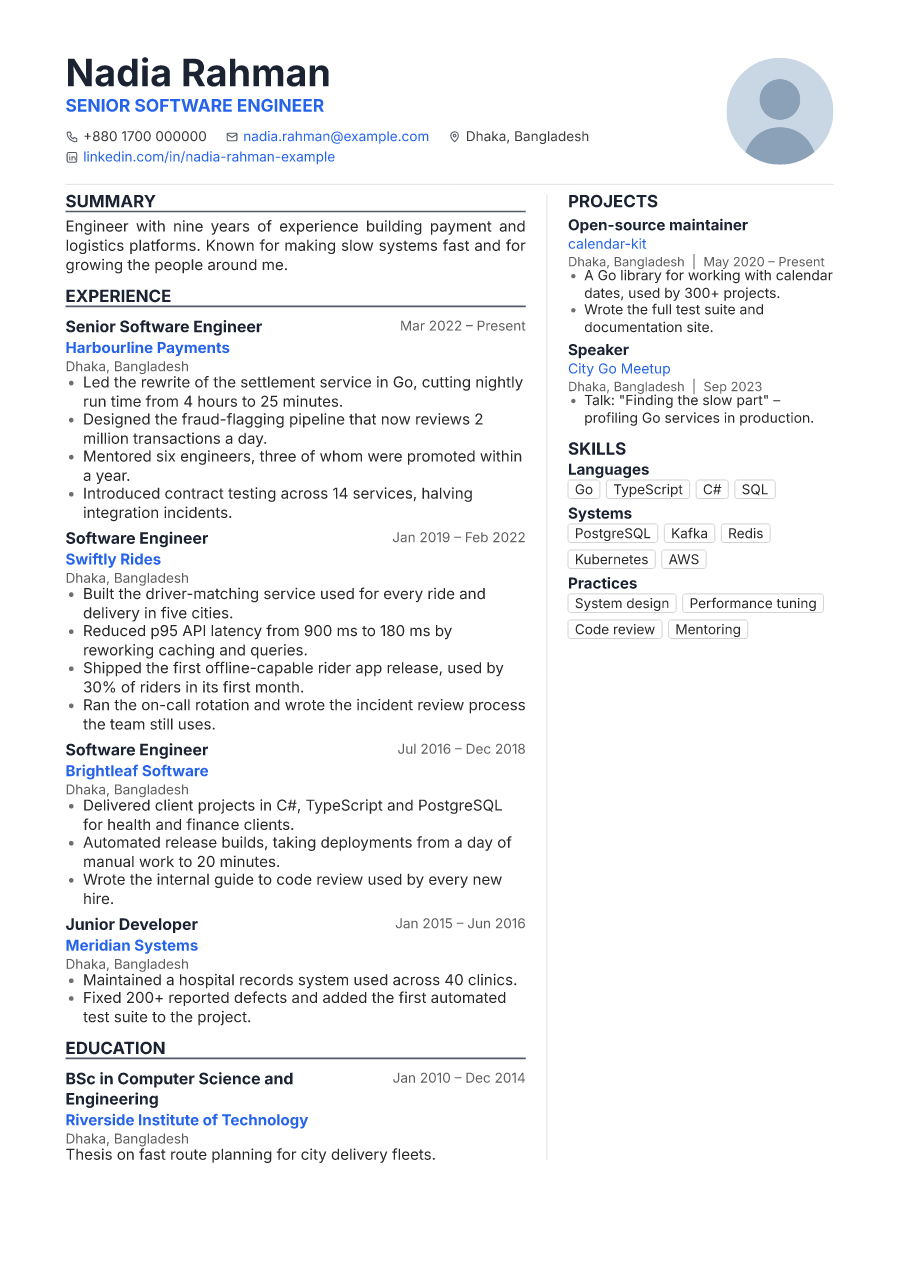 Nadia Rahman
SENIOR SOFTWARE ENGINEER
+880 1700 000000 nadia.rahman@example.com Dhaka, Bangladesh
linkedin.com/in/nadia-rahman-example
SUMMARY
Engineer with nine years of experience building payment and
logistics platforms. Known for making slow systems fast and for
growing the people around me.
EXPERIENCE
Senior Software Engineer Mar 2022 – Present
Harbourline Payments
Dhaka, Bangladesh
• Led the rewrite of the settlement service in Go, cutting nightly
run time from 4 hours to 25 minutes.
• Designed the fraud-flagging pipeline that now reviews 2
million transactions a day.
• Mentored six engineers, three of whom were promoted within
a year.
• Introduced contract testing across 14 services, halving
integration incidents.
Software Engineer Jan 2019 – Feb 2022
Swiftly Rides
Dhaka, Bangladesh
• Built the driver-matching service used for every ride and
delivery in five cities.
• Reduced p95 API latency from 900 ms to 180 ms by
reworking caching and queries.
• Shipped the first offline-capable rider app release, used by
30% of riders in its first month.
• Ran the on-call rotation and wrote the incident review process
the team still uses.
Software Engineer Jul 2016 – Dec 2018
Brightleaf Software
Dhaka, Bangladesh
• Delivered client projects in C#, TypeScript and PostgreSQL
for health and finance clients.
• Automated release builds, taking deployments from a day of
manual work to 20 minutes.
• Wrote the internal guide to code review used by every new
hire.
Junior Developer Jan 2015 – Jun 2016
Meridian Systems
Dhaka, Bangladesh
• Maintained a hospital records system used across 40 clinics.
• Fixed 200+ reported defects and added the first automated
test suite to the project.
EDUCATION
BSc in Computer Science and Jan 2010 – Dec 2014
Engineering
Riverside Institute of Technology
Dhaka, Bangladesh
Thesis on fast route planning for city delivery fleets.
PROJECTS
Open-source maintainer
calendar-kit
Dhaka, Bangladesh | May 2020 – Present
• A Go library for working with calendar
dates, used by 300+ projects.
• Wrote the full test suite and
documentation site.
Speaker
City Go Meetup
Dhaka, Bangladesh | Sep 2023
• Talk: "Finding the slow part" –
profiling Go services in production.
SKILLS
Languages
Go TypeScript C# SQL
Systems
PostgreSQL Kafka Redis
Kubernetes AWS
Practices
System design Performance tuning
Code review Mentoring